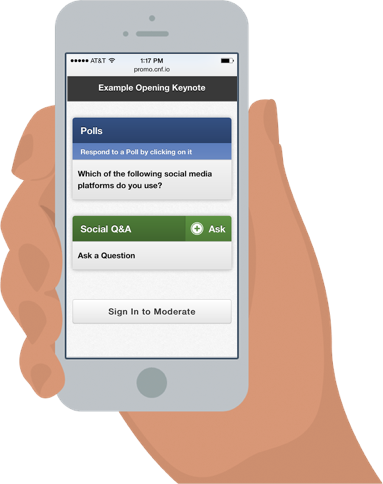 AT&T 1:17 PM
promo.cnf.io
Example Opening Keynote
Polls
Respond to a Poll by clicking on it
Which of the following social media
platforms do you use?
Social Q&A Ask
Ask a Question
Sign In to Moderate